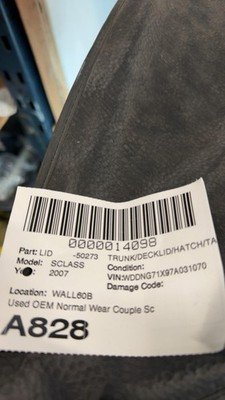 0000014098
Part: LID -50273 TRUNK/DECKLID/HATCH/TA
Model: SCLASS Condition:
2007 VIN:WDDNG71X97A031070
Damage Code:
Location: WALL60B
Used OEM Normal Wear Couple Sc
A828